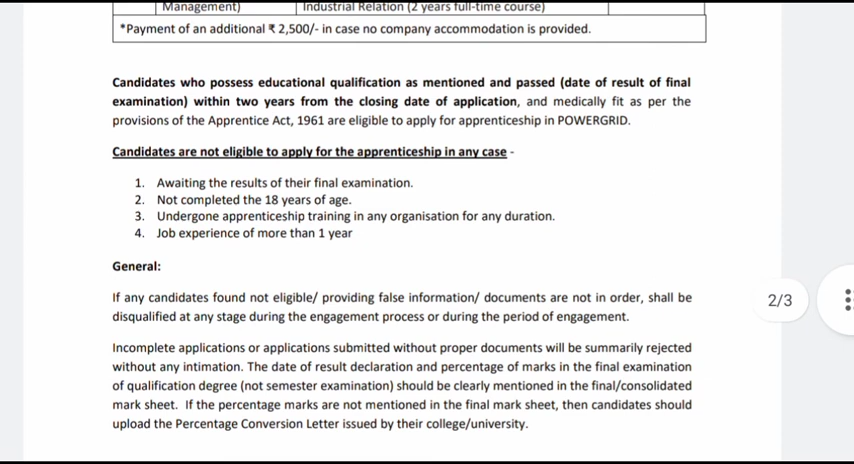 Management) Industrial Relation (2 years full-time course)
*Payment of an additional ₹ 2,500/- in case no company accommodation is provided.
Candidates who possess educational qualification as mentioned and passed (date of result of final
examination) within two years from the closing date of application, and medically fit as per the
provisions of the Apprentice Act, 1961 are eligible to apply for apprenticeship in POWERGRID.
Candidates are not eligible to apply for the apprenticeship in any case -
1. Awaiting the results of their final examination.
2. Not completed the 18 years of age.
3. Undergone apprenticeship training in any organisation for any duration.
4. Job experience of more than 1 year
General:
If any candidates found not eligible/ providing false information/ documents are not in order, shall be
2/3
disqualified at any stage during the engagement process or during the period of engagement.
Incomplete applications or applications submitted without proper documents will be summarily rejected
without any intimation. The date of result declaration and percentage of marks in the final examination
of qualification degree (not semester examination) should be clearly mentioned in the final/consolidated
mark sheet. If the percentage marks are not mentioned in the final mark sheet, then candidates should
upload the Percentage Conversion Letter issued by their college/university.